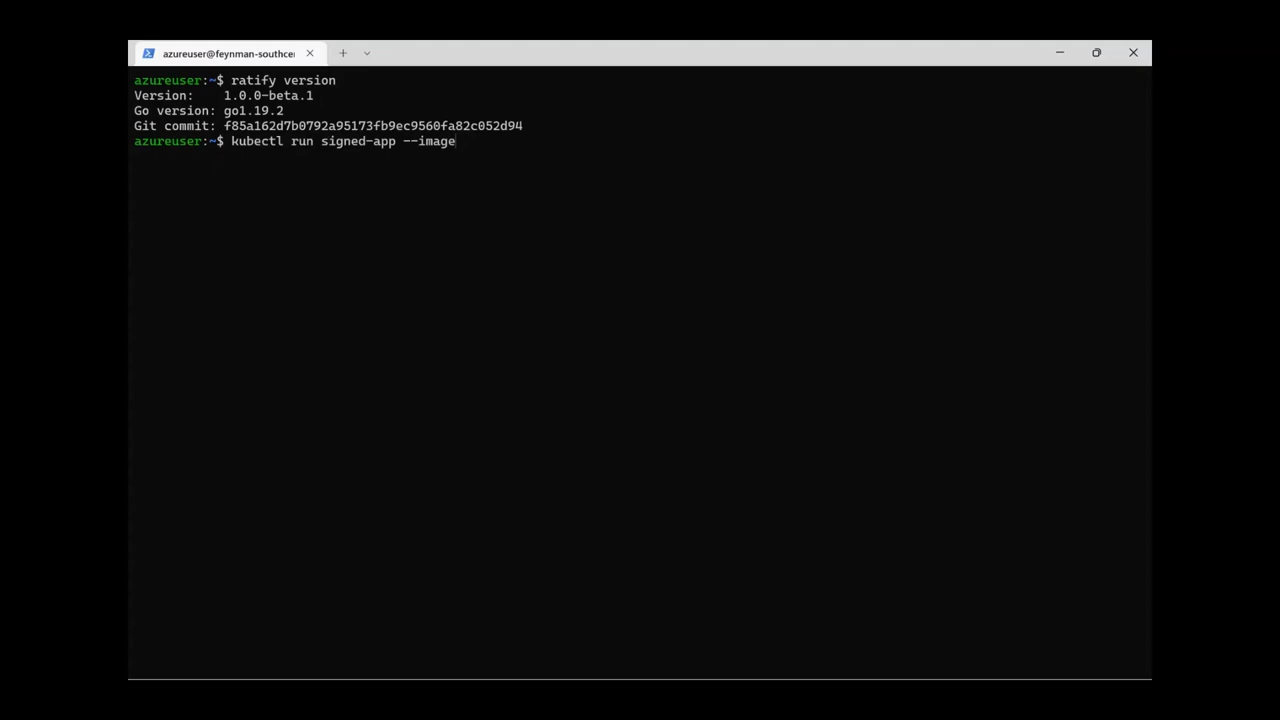 azureuser@feynman-southcer
azureuser:~$ ratify version
Version:    1.0.0-beta.1
Go version: go1.19.2
Git commit: f85a162d7b0792a95173fb9ec9560fa82c052d94
azureuser:~$ kubectl run signed-app --image